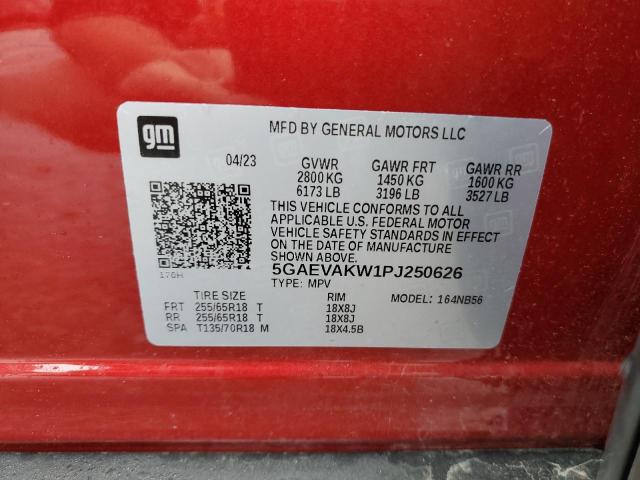 gm
MFD BY GENERAL MOTORS LLC
04/23 GVWR GAWR FRT GAWR RR
2800 KG 1450 KG 1600 KG
6173 LB 3196 LB 3527 LB
THIS VEHICLE CONFORMS TO ALL
APPLICABLE U.S. FEDERAL MOTOR
VEHICLE SAFETY STANDARDS IN EFFECT
ON THE DATE OF MANUFACTURE
SHOWN ABOVE.
5GAEVAKW1PJ250626
170H
TYPE: MPV MODEL: 164NB56
TIRE SIZE RIM
FRT 255/65R18 T 18X8J
RR 255/65R18 T 18X8J
SPA T135/70R18 M 18X4.5B